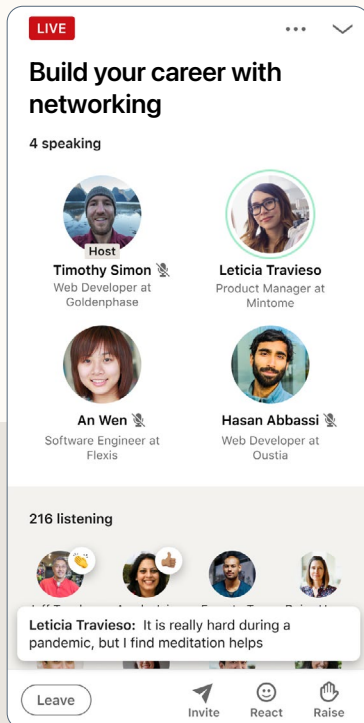 LIVE
Build your career with
networking
4 speaking
Host
Timothy Simon
Web Developer at
Goldenphase
Leticia Travieso
Product Manager at
Mintome
An Wen
Software Engineer at
Flexis
Hasan Abbassi
Web Developer at
Oustia
216 listening
Leticia Travieso: It is really hard during a
pandemic, but I find meditation helps
Leave
Invite
React
Raise